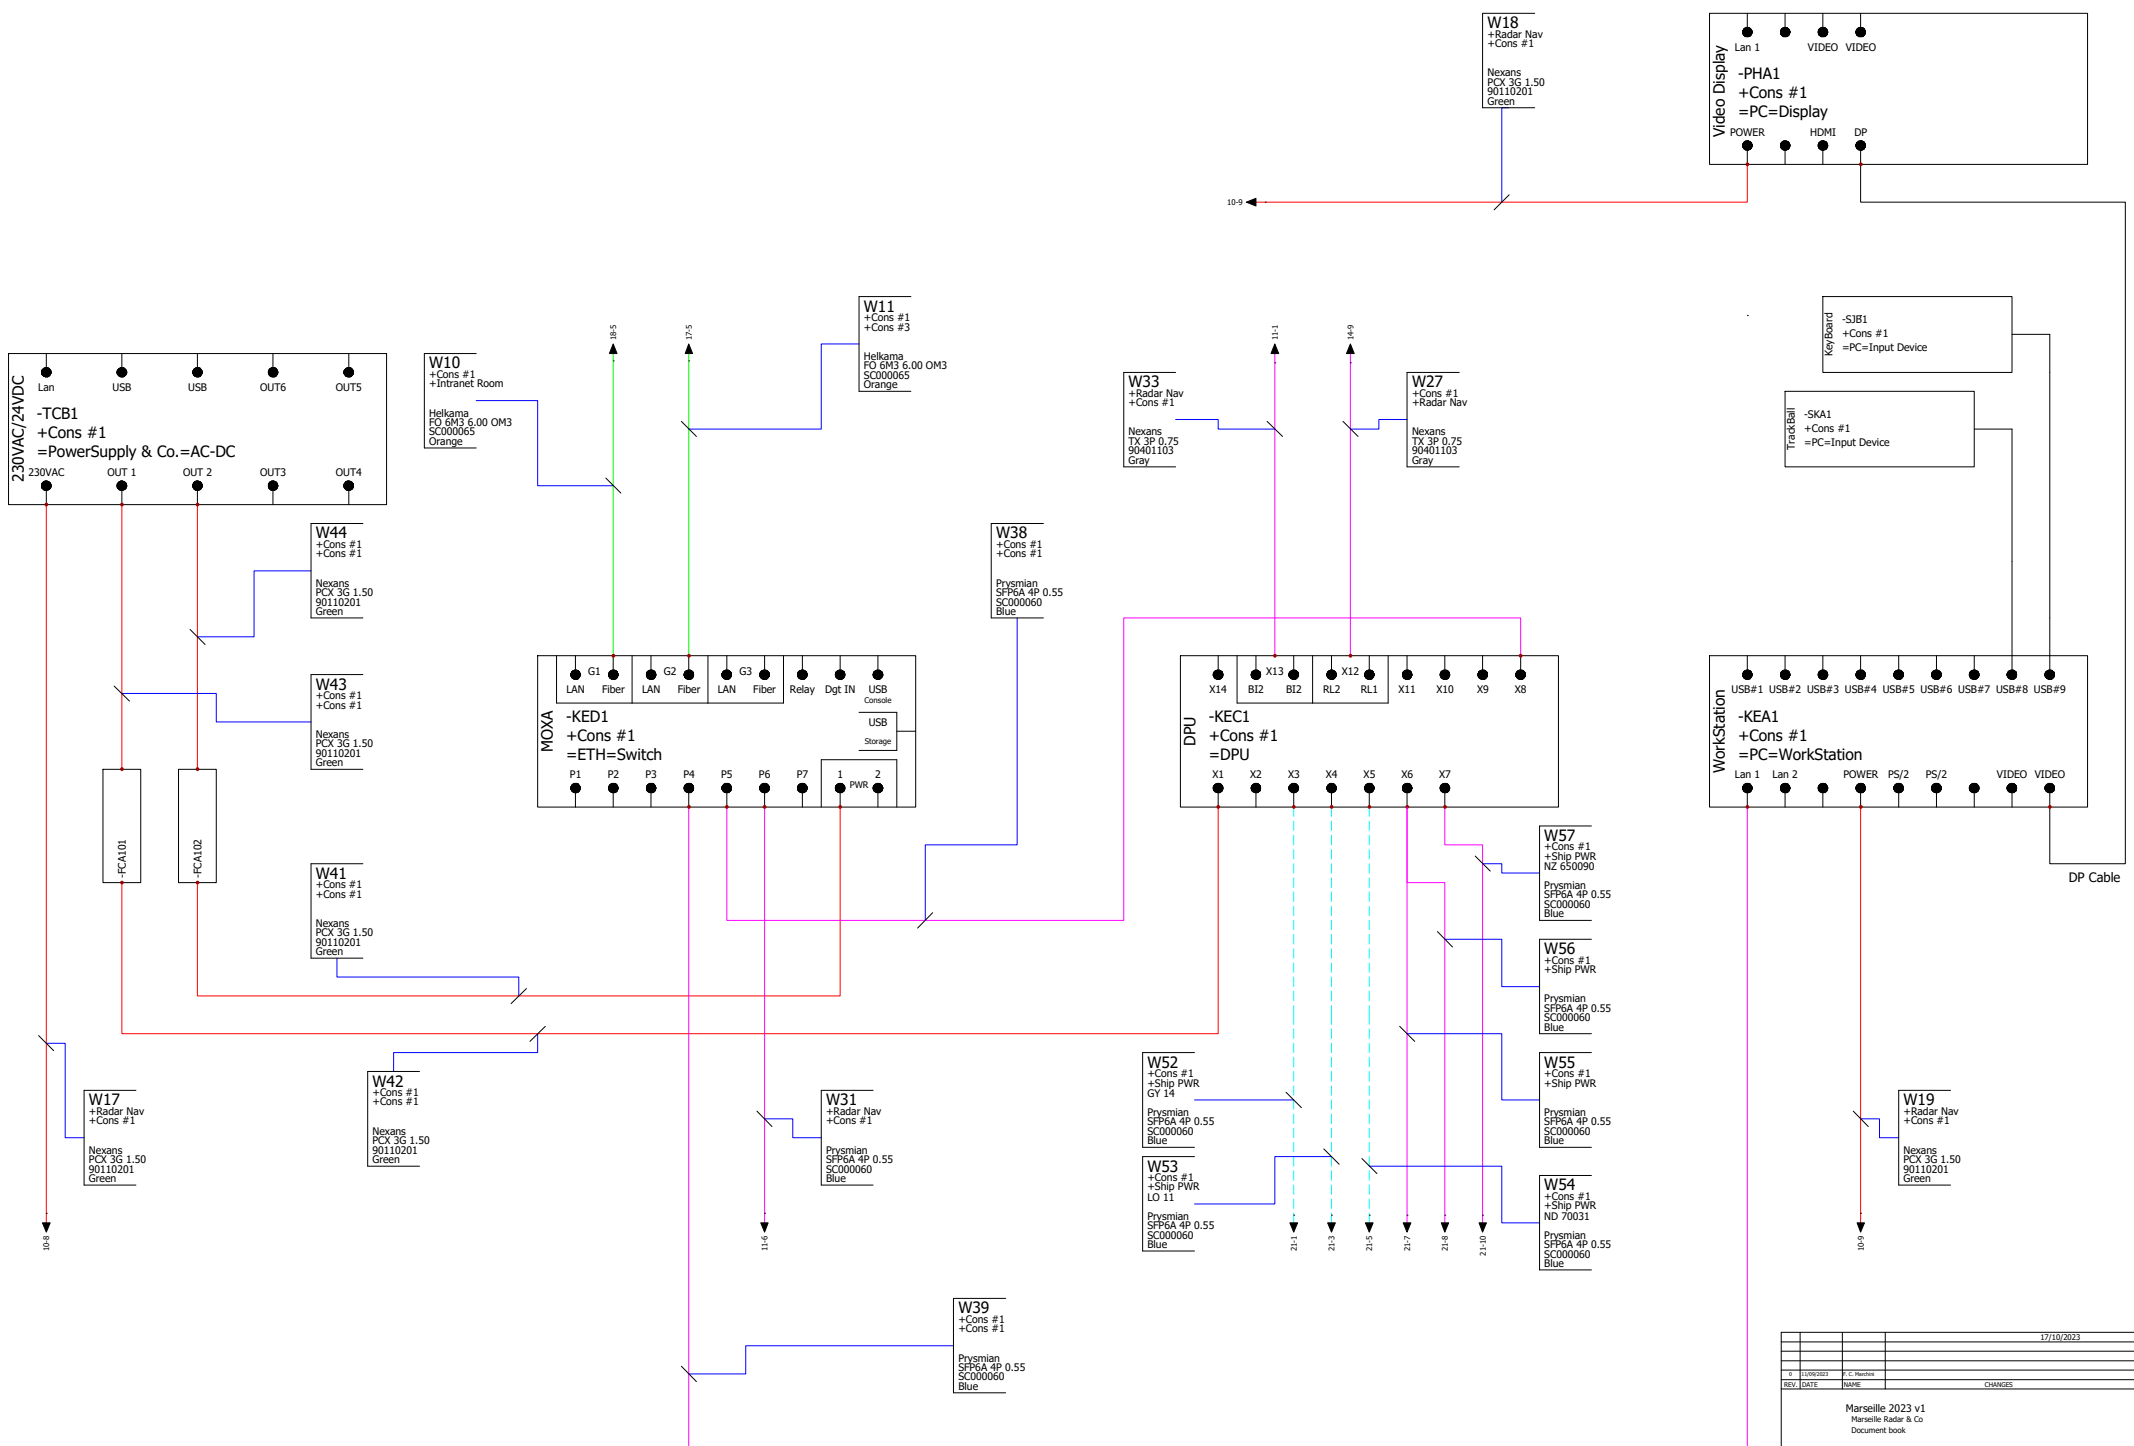 W18
+Radar Nav
+Cons #1
Nexans
PCX 3G 1.50
90110201
Green
Video Display
Lan 1
VIDEO
VIDEO
-PHA1
+Cons #1
=PC=Display
POWER
HDMI
DP
10-9
230VAC/24VDC
Lan
USB
USB
OUT6
OUT5
-TCB1
+Cons #1
=PowerSupply & Co.=AC-DC
230VAC
OUT 1
OUT 2
OUT3
OUT4
W10
+Cons #1
+Intranet Room
Helkama
FO 6M3 6.00 OM3
SC000065
Orange
18-5
17-5
W11
+Cons #1
+Cons #3
Helkama
FO 6M3 6.00 OM3
SC000065
Orange
11-1
14-9
W33
+Radar Nav
+Cons #1
Nexans
TX 3P 0.75
90401103
Gray
W27
+Cons #1
+Radar Nav
Nexans
TX 3P 0.75
90401103
Gray
KeyBoard
-SJB1
+Cons #1
=PC=Input Device
TrackBall
-SKA1
+Cons #1
=PC=Input Device
W44
+Cons #1
+Cons #1
Nexans
PCX 3G 1.50
90110201
Green
W38
+Cons #1
+Cons #1
Prysmian
SFP6A 4P 0.55
SC000060
Blue
W43
+Cons #1
+Cons #1
Nexans
PCX 3G 1.50
90110201
Green
MOXA
G1
G2
G3
LAN
Fiber
LAN
Fiber
LAN
Fiber
Relay
Dgt IN
USB
Console
-KED1
+Cons #1
=ETH=Switch
USB
Storage
P1
P2
P3
P4
P5
P6
P7
1
PWR
2
DPU
X13
X12
X14
BI2
BI2
RL2
RL1
X11
X10
X9
X8
-KEC1
+Cons #1
=DPU
X1
X2
X3
X4
X5
X6
X7
WorkStation
USB#1
USB#2
USB#3
USB#4
USB#5
USB#6
USB#7
USB#8
USB#9
-KEA1
+Cons #1
=PC=WorkStation
Lan 1
Lan 2
POWER
PS/2
PS/2
VIDEO
VIDEO
-FCA101
-FCA102
DP Cable
W41
+Cons #1
+Cons #1
Nexans
PCX 3G 1.50
90110201
Green
W57
+Cons #1
+Ship PWR
NZ 650090
Prysmian
SFP6A 4P 0.55
SC000060
Blue
W56
+Cons #1
+Ship PWR
Prysmian
SFP6A 4P 0.55
SC000060
Blue
W55
+Cons #1
+Ship PWR
Prysmian
SFP6A 4P 0.55
SC000060
Blue
W52
+Cons #1
+Ship PWR
GY 14
Prysmian
SFP6A 4P 0.55
SC000060
Blue
W53
+Cons #1
+Ship PWR
LO 11
Prysmian
SFP6A 4P 0.55
SC000060
Blue
W54
+Cons #1
+Ship PWR
ND 70031
Prysmian
SFP6A 4P 0.55
SC000060
Blue
W17
+Radar Nav
+Cons #1
Nexans
PCX 3G 1.50
90110201
Green
W42
+Cons #1
+Cons #1
Nexans
PCX 3G 1.50
90110201
Green
W31
+Radar Nav
+Cons #1
Prysmian
SFP6A 4P 0.55
SC000060
Blue
W19
+Radar Nav
+Cons #1
Nexans
PCX 3G 1.50
90110201
Green
10-8
11-6
21-1
21-3
21-5
21-7
21-8
21-10
10-9
W39
+Cons #1
+Cons #1
Prysmian
SFP6A 4P 0.55
SC000060
Blue
17/10/2023
0
11/09/2023
F. C. Marchini
REV.
DATE
NAME
CHANGES
Marseille 2023 v1
Marseille Radar & Co
Document book